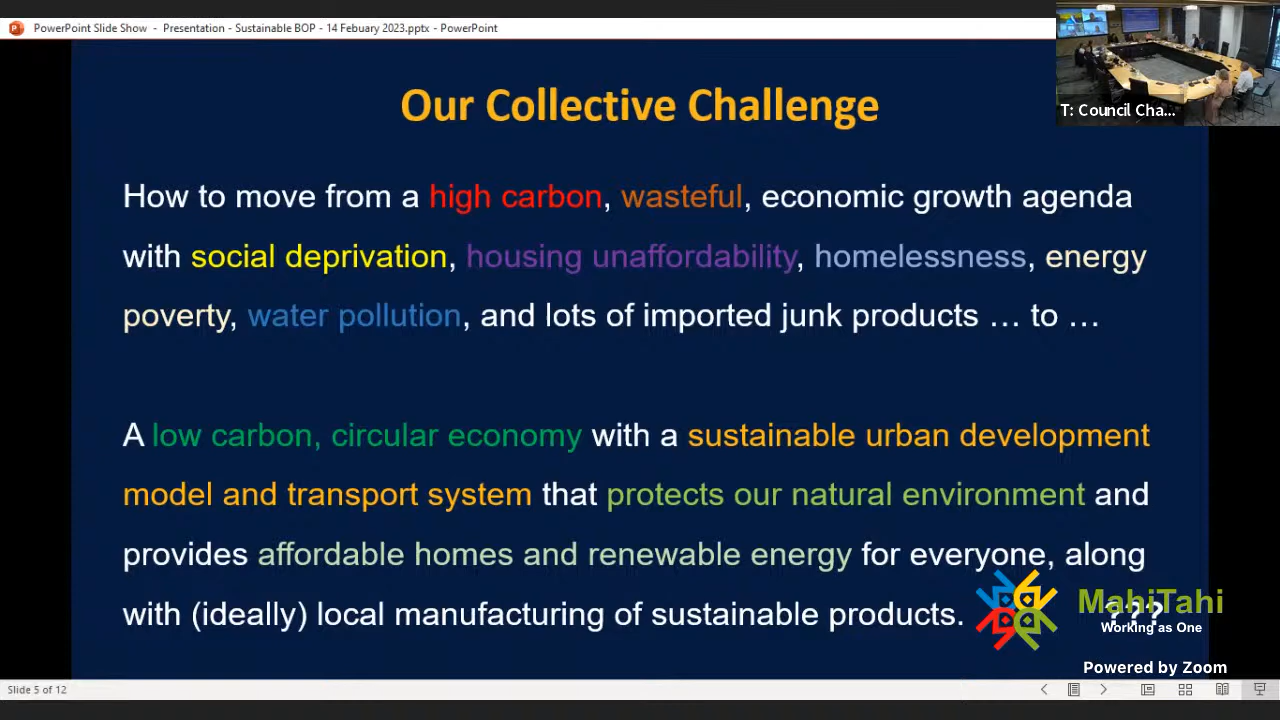 PowerPoint Slide Show - Presentation - Sustainable BOP - 14 Febuary 2023.pptx - PowerPoint
T: Council Cha...
Our Collective Challenge
How to move from a high carbon, wasteful, economic growth agenda
with social deprivation, housing unaffordability, homelessness, energy
poverty, water pollution, and lots of imported junk products … to …
A low carbon, circular economy with a sustainable urban development
model and transport system that protects our natural environment and
provides affordable homes and renewable energy for everyone, along
with (ideally) local manufacturing of sustainable products. ???
MahiTahi
Working as One
Powered by Zoom
Slide 5 of 12